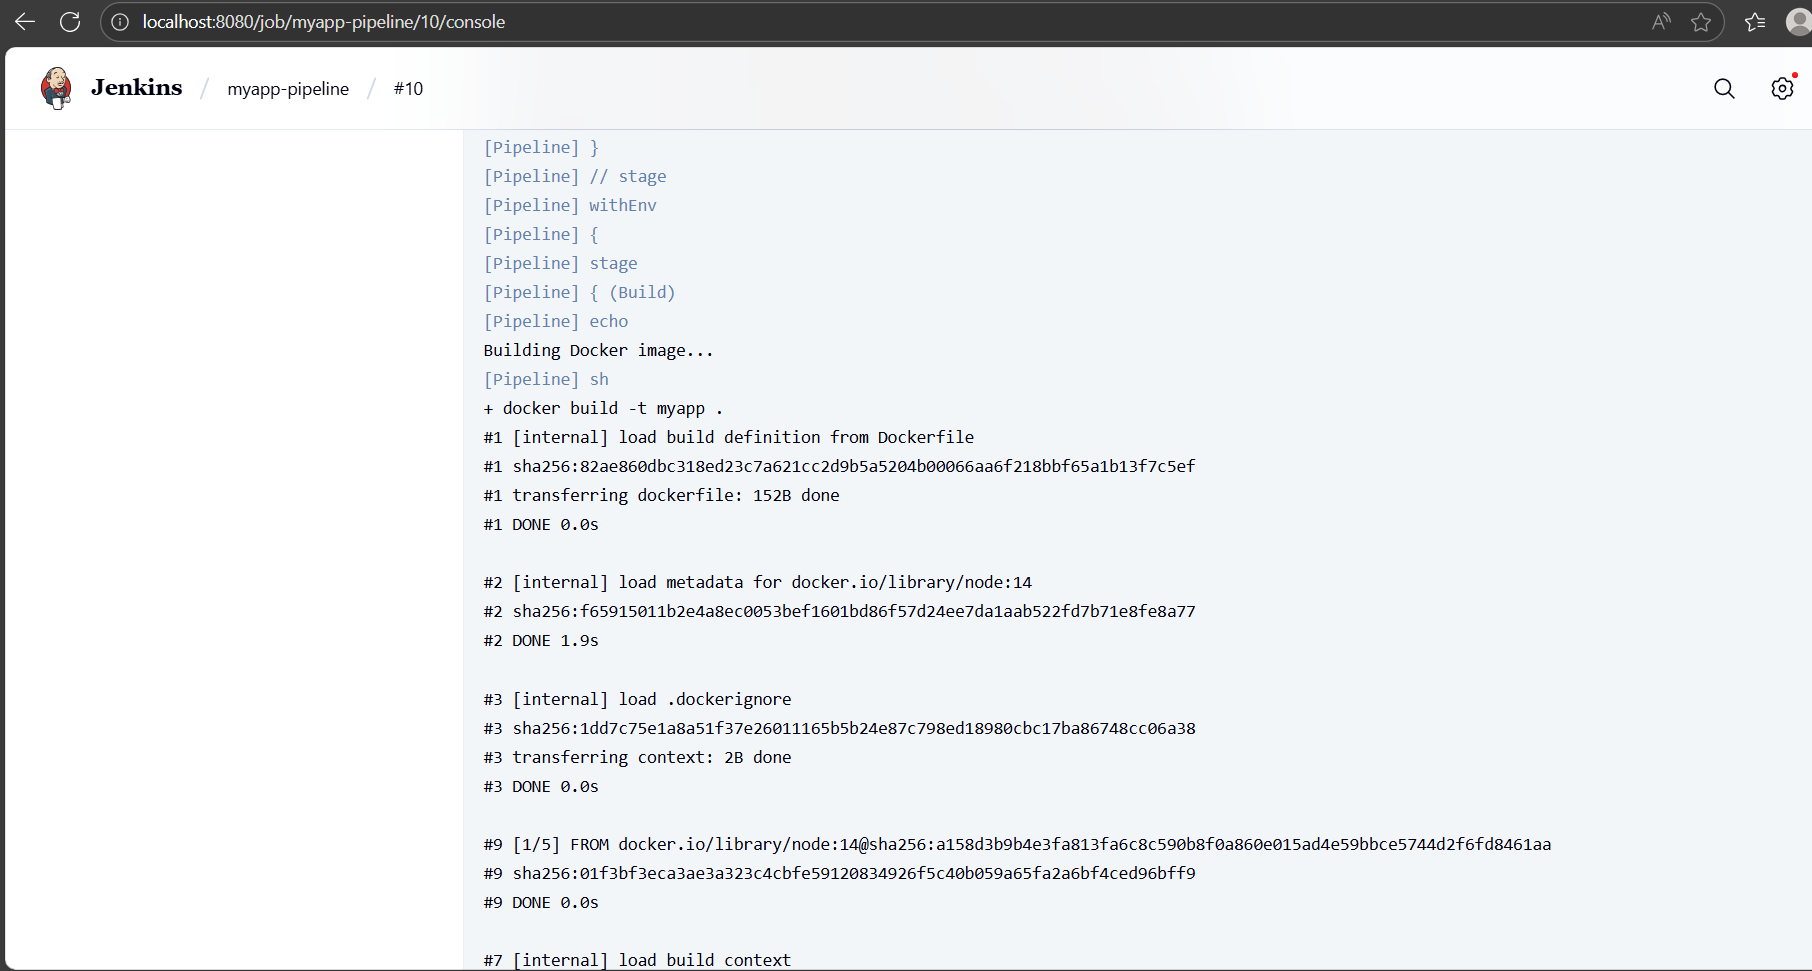 localhost:8080/job/myapp-pipeline/10/console
Jenkins / myapp-pipeline / #10
[Pipeline] }
[Pipeline] // stage
[Pipeline] withEnv
[Pipeline] {
[Pipeline] stage
[Pipeline] { (Build)
[Pipeline] echo
Building Docker image...
[Pipeline] sh
+ docker build -t myapp .
#1 [internal] load build definition from Dockerfile
#1 sha256:82ae860dbc318ed23c7a621cc2d9b5a5204b00066aa6f218bbf65a1b13f7c5ef
#1 transferring dockerfile: 152B done
#1 DONE 0.0s
#2 [internal] load metadata for docker.io/library/node:14
#2 sha256:f65915011b2e4a8ec0053bef1601bd86f57d24ee7da1aab522fd7b71e8fe8a77
#2 DONE 1.9s
#3 [internal] load .dockerignore
#3 sha256:1dd7c75e1a8a51f37e26011165b5b24e87c798ed18980cbc17ba86748cc06a38
#3 transferring context: 2B done
#3 DONE 0.0s
#9 [1/5] FROM docker.io/library/node:14@sha256:a158d3b9b4e3fa813fa6c8c590b8f0a860e015ad4e59bbce5744d2f6fd8461aa
#9 sha256:01f3bf3eca3ae3a323c4cbfe59120834926f5c40b059a65fa2a6bf4ced96bff9
#9 DONE 0.0s
#7 [internal] load build context